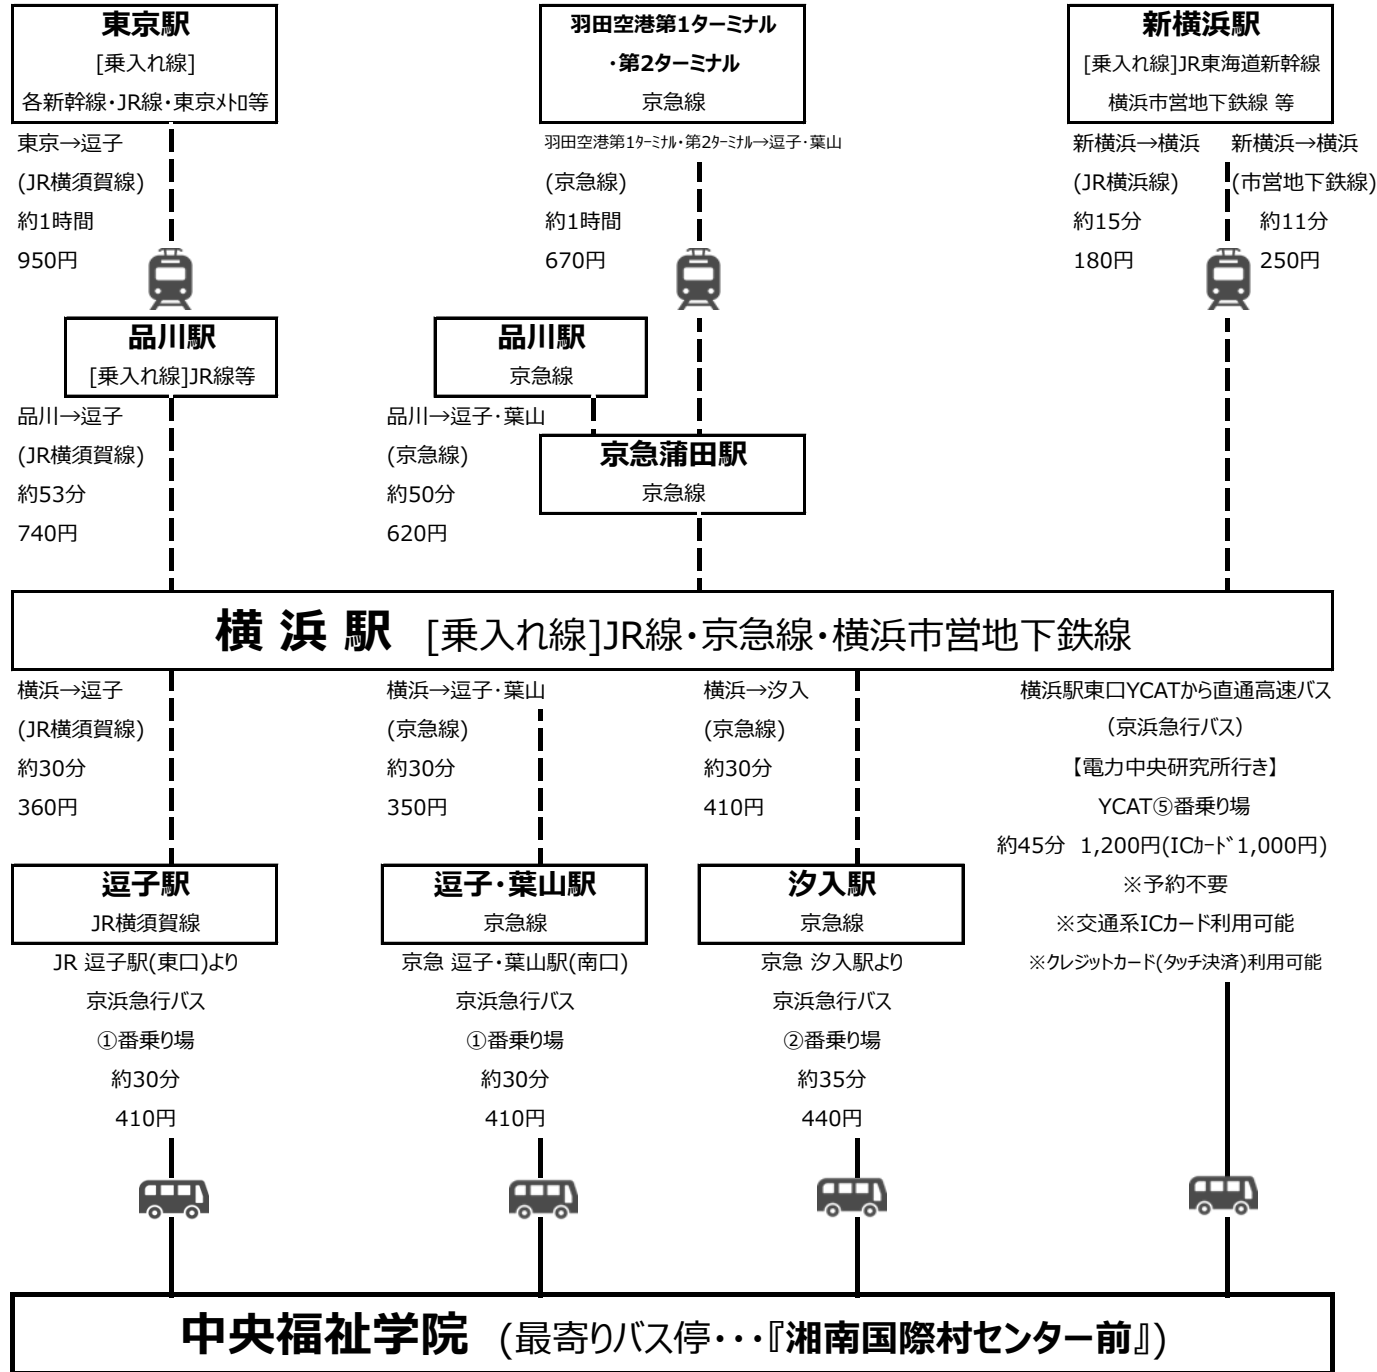 東京駅
[乗入れ線]
各新幹線・JR線・東京ﾒﾄﾛ等
東京→逗子
(JR横須賀線)
約1時間
950円
羽田空港第1ターミナル
・第2ターミナル
京急線
羽田空港第1ﾀｰﾐﾅﾙ・第2ﾀｰﾐﾅﾙ→逗子・葉山
(京急線)
約1時間
670円
新横浜駅
[乗入れ線]JR東海道新幹線
横浜市営地下鉄線 等
新横浜→横浜
(JR横浜線)
約15分
180円
新横浜→横浜
(市営地下鉄線)
約11分
250円
品川駅
[乗入れ線]JR線等
品川→逗子
(JR横須賀線)
約53分
740円
品川駅
京急線
品川→逗子・葉山
(京急線)
約50分
620円
京急蒲田駅
京急線
横 浜 駅 [乗入れ線]JR線・京急線・横浜市営地下鉄線
横浜→逗子
(JR横須賀線)
約30分
360円
横浜→逗子・葉山
(京急線)
約30分
350円
横浜→汐入
(京急線)
約30分
410円
横浜駅東口YCATから直通高速バス
(京浜急行バス)
【電力中央研究所行き】
YCAT⑤番乗り場
約45分 1,200円(ICｶｰﾄﾞ1,000円)
※予約不要
※交通系ICカード利用可能
※クレジットカード(タッチ決済)利用可能
逗子駅
JR横須賀線
JR 逗子駅(東口)より
京浜急行バス
①番乗り場
約30分
410円
逗子・葉山駅
京急線
京急 逗子・葉山駅(南口)
京浜急行バス
①番乗り場
約30分
410円
汐入駅
京急線
京急 汐入駅より
京浜急行バス
②番乗り場
約35分
440円
中央福祉学院 (最寄りバス停・・・『湘南国際村センター前』)